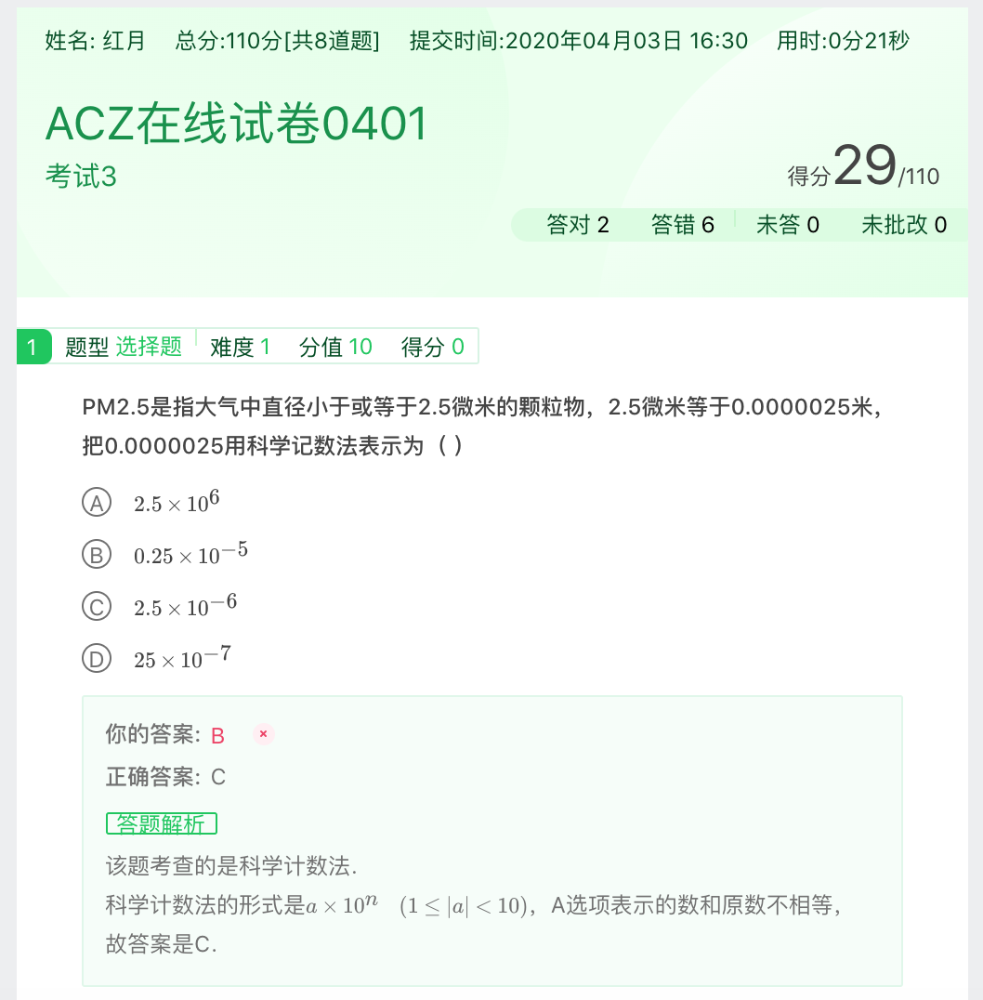 姓名: 红月 总分:110分[共8道题] 提交时间:2020年04月03日 16:30 用时:0分21秒
ACZ在线试卷0401
考试3
得分29/110
答对 2 答错 6 未答 0 未批改 0
1 题型 选择题 难度 1 分值 10 得分 0
PM2.5是指大气中直径小于或等于2.5微米的颗粒物，2.5微米等于0.0000025米，
把0.0000025用科学记数法表示为（ ）
A 2.5 × 10^6
B 0.25 × 10^−5
C 2.5 × 10^−6
D 25 × 10^−7
你的答案: B ×
正确答案: C
答题解析
该题考查的是科学计数法.
科学计数法的形式是a × 10^n (1 ≤ |a| < 10)，A选项表示的数和原数不相等，
故答案是C.